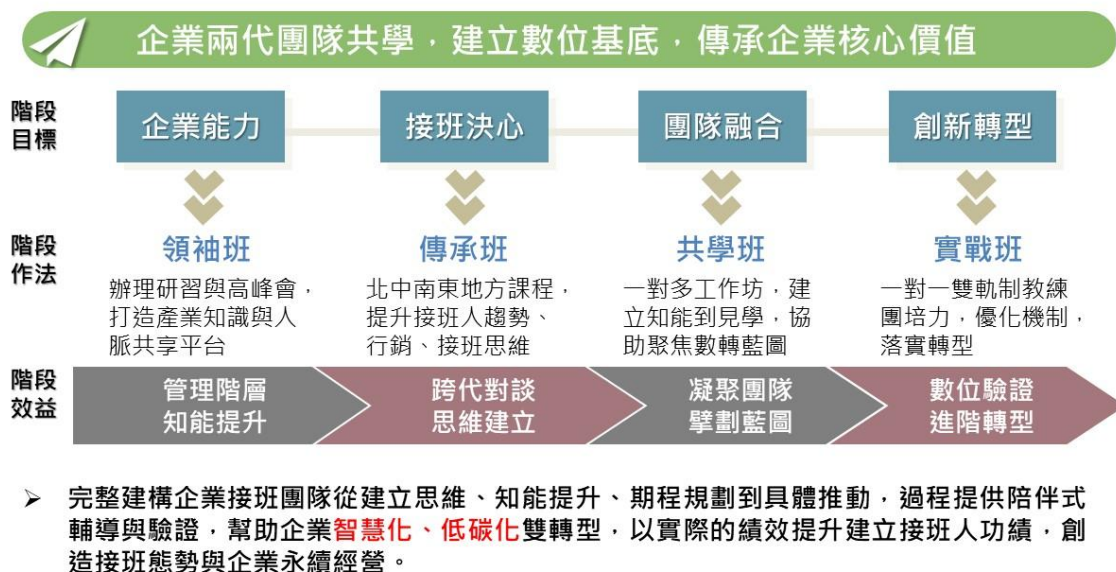 企業兩代團隊共學，建立數位基底，傳承企業核心價值
階段
目標
企業能力
接班決心
團隊融合
創新轉型
階段
作法
領袖班
辦理研習與高峰會，
打造產業知識與人
脈共享平台
傳承班
北中南東地方課程，
提升接班人趨勢、
行銷、接班思維
共學班
一對多工作坊，建
立知能到見學，協
助聚焦數轉藍圖
實戰班
一對一雙軌制教練
團培力，優化機制，
落實轉型
階段
效益
管理階層
知能提升
跨代對談
思維建立
凝聚團隊
擘劃藍圖
數位驗證
進階轉型
➢ 完整建構企業接班團隊從建立思維、知能提升、期程規劃到具體推動，過程提供陪伴式
輔導與驗證，幫助企業智慧化、低碳化雙轉型，以實際的績效提升建立接班人功績，創
造接班態勢與企業永續經營。